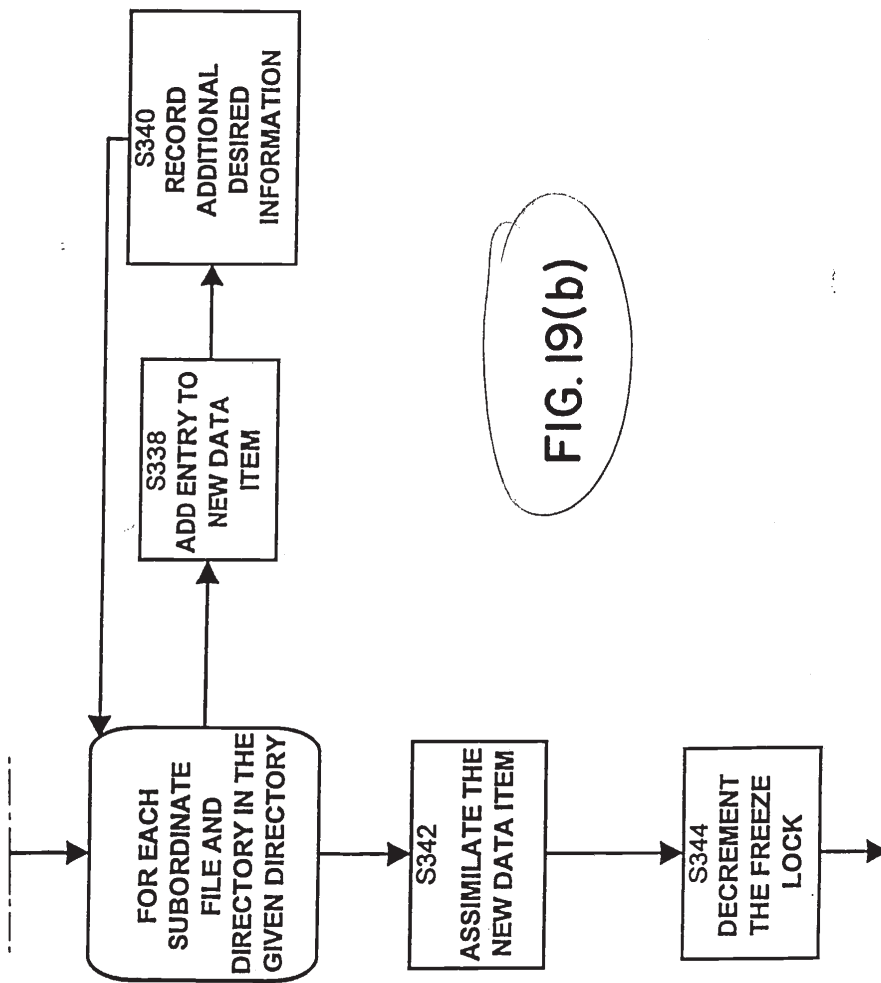 FOR EACH
SUBORDINATE
FILE AND
DIRECTORY IN THE
GIVEN DIRECTORY
S338
ADD ENTRY TO
NEW DATA
ITEM
S340
RECORD
ADDITIONAL
DESIRED
INFORMATION
S342
ASSIMILATE THE
NEW DATA ITEM
S344
DECREMENT
THE FREEZE
LOCK
FIG. 19(b)